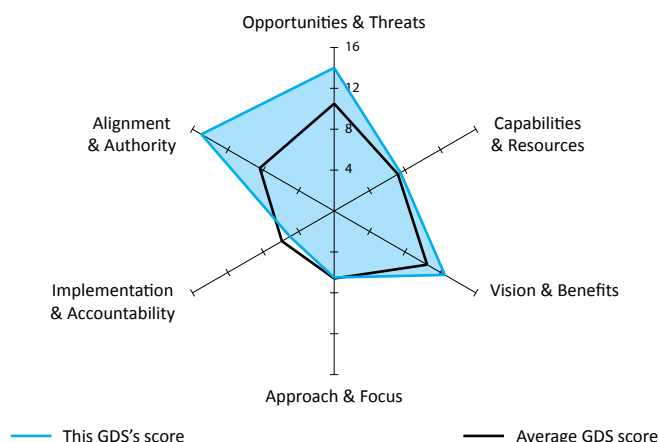 Opportunities & Threats
16
12
8
4
Alignment
& Authority
Capabilities
& Resources
Implementation
& Accountability
Vision & Benefits
Approach & Focus
This GDS's score
Average GDS score